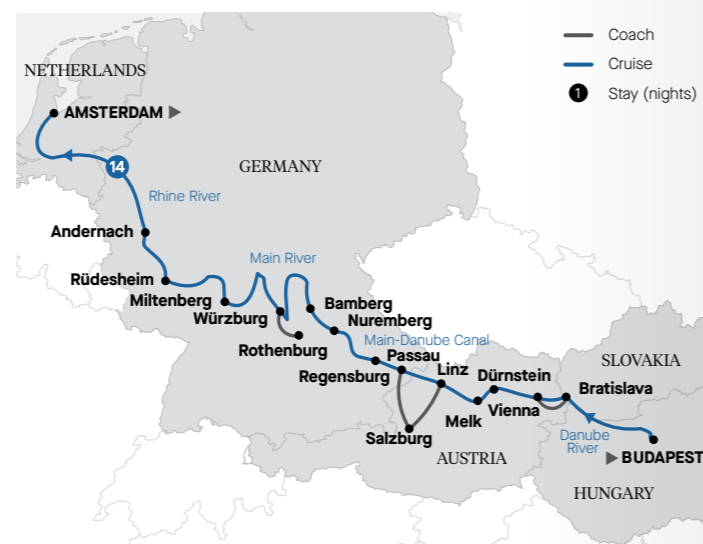 Coach
Cruise
1 Stay (nights)
NETHERLANDS
AMSTERDAM
GERMANY
14
Rhine River
Andernach
Main River
Rüdesheim
Miltenberg
Würzburg
Bamberg
Nuremberg
Rothenburg
Main-Danube Canal
Passau
Regensburg
Linz
Dürnstein
SLOVAKIA
Bratislava
Melk
Vienna
Salzburg
Danube
River
AUSTRIA
BUDAPEST
HUNGARY